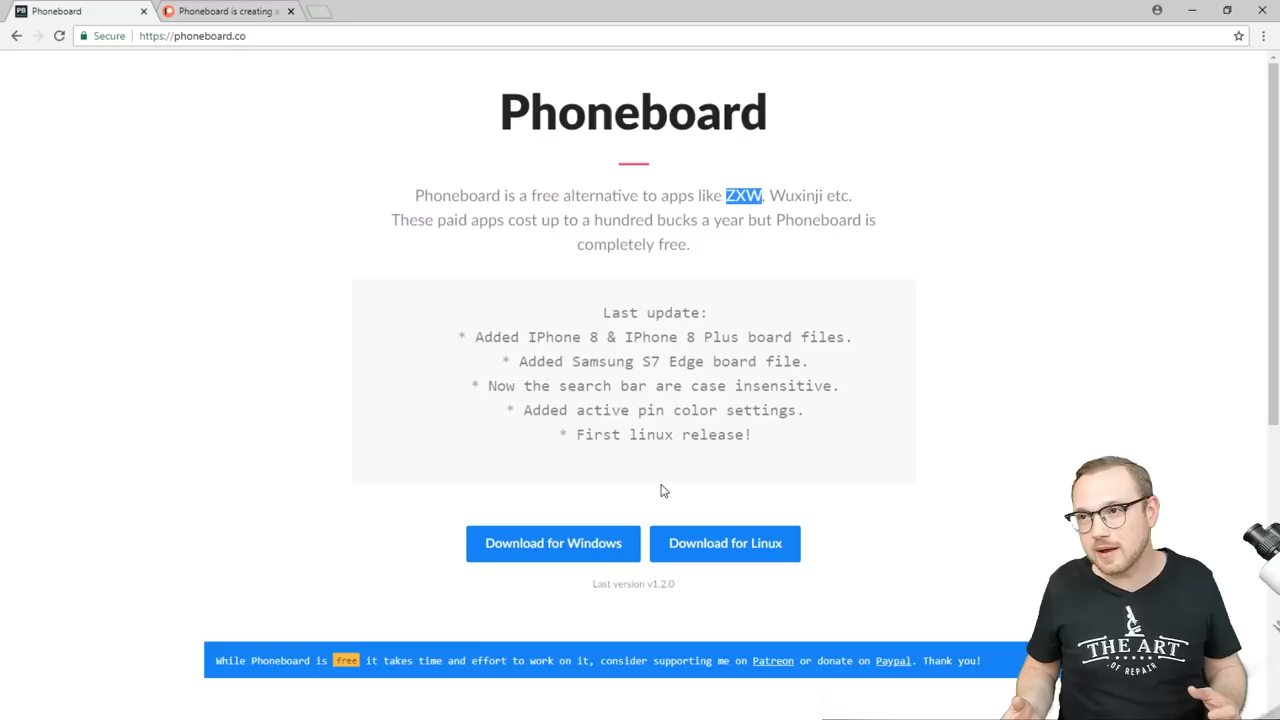 Phoneboard
Phoneboard is creating a
Secure
https://phoneboard.co
Phoneboard
Phoneboard is a free alternative to apps like ZXW, Wuxinji etc.
These paid apps cost up to a hundred bucks a year but Phoneboard is
completely free.
Last update:
* Added IPhone 8 & IPhone 8 Plus board files.
* Added Samsung S7 Edge board file.
* Now the search bar are case insensitive.
* Added active pin color settings.
* First linux release!
Download for Windows
Download for Linux
Last version v1.2.0
While Phoneboard is free it takes time and effort to work on it, consider supporting me on Patreon or donate on Paypal. Thank you!
THE ART
OF REPAIR